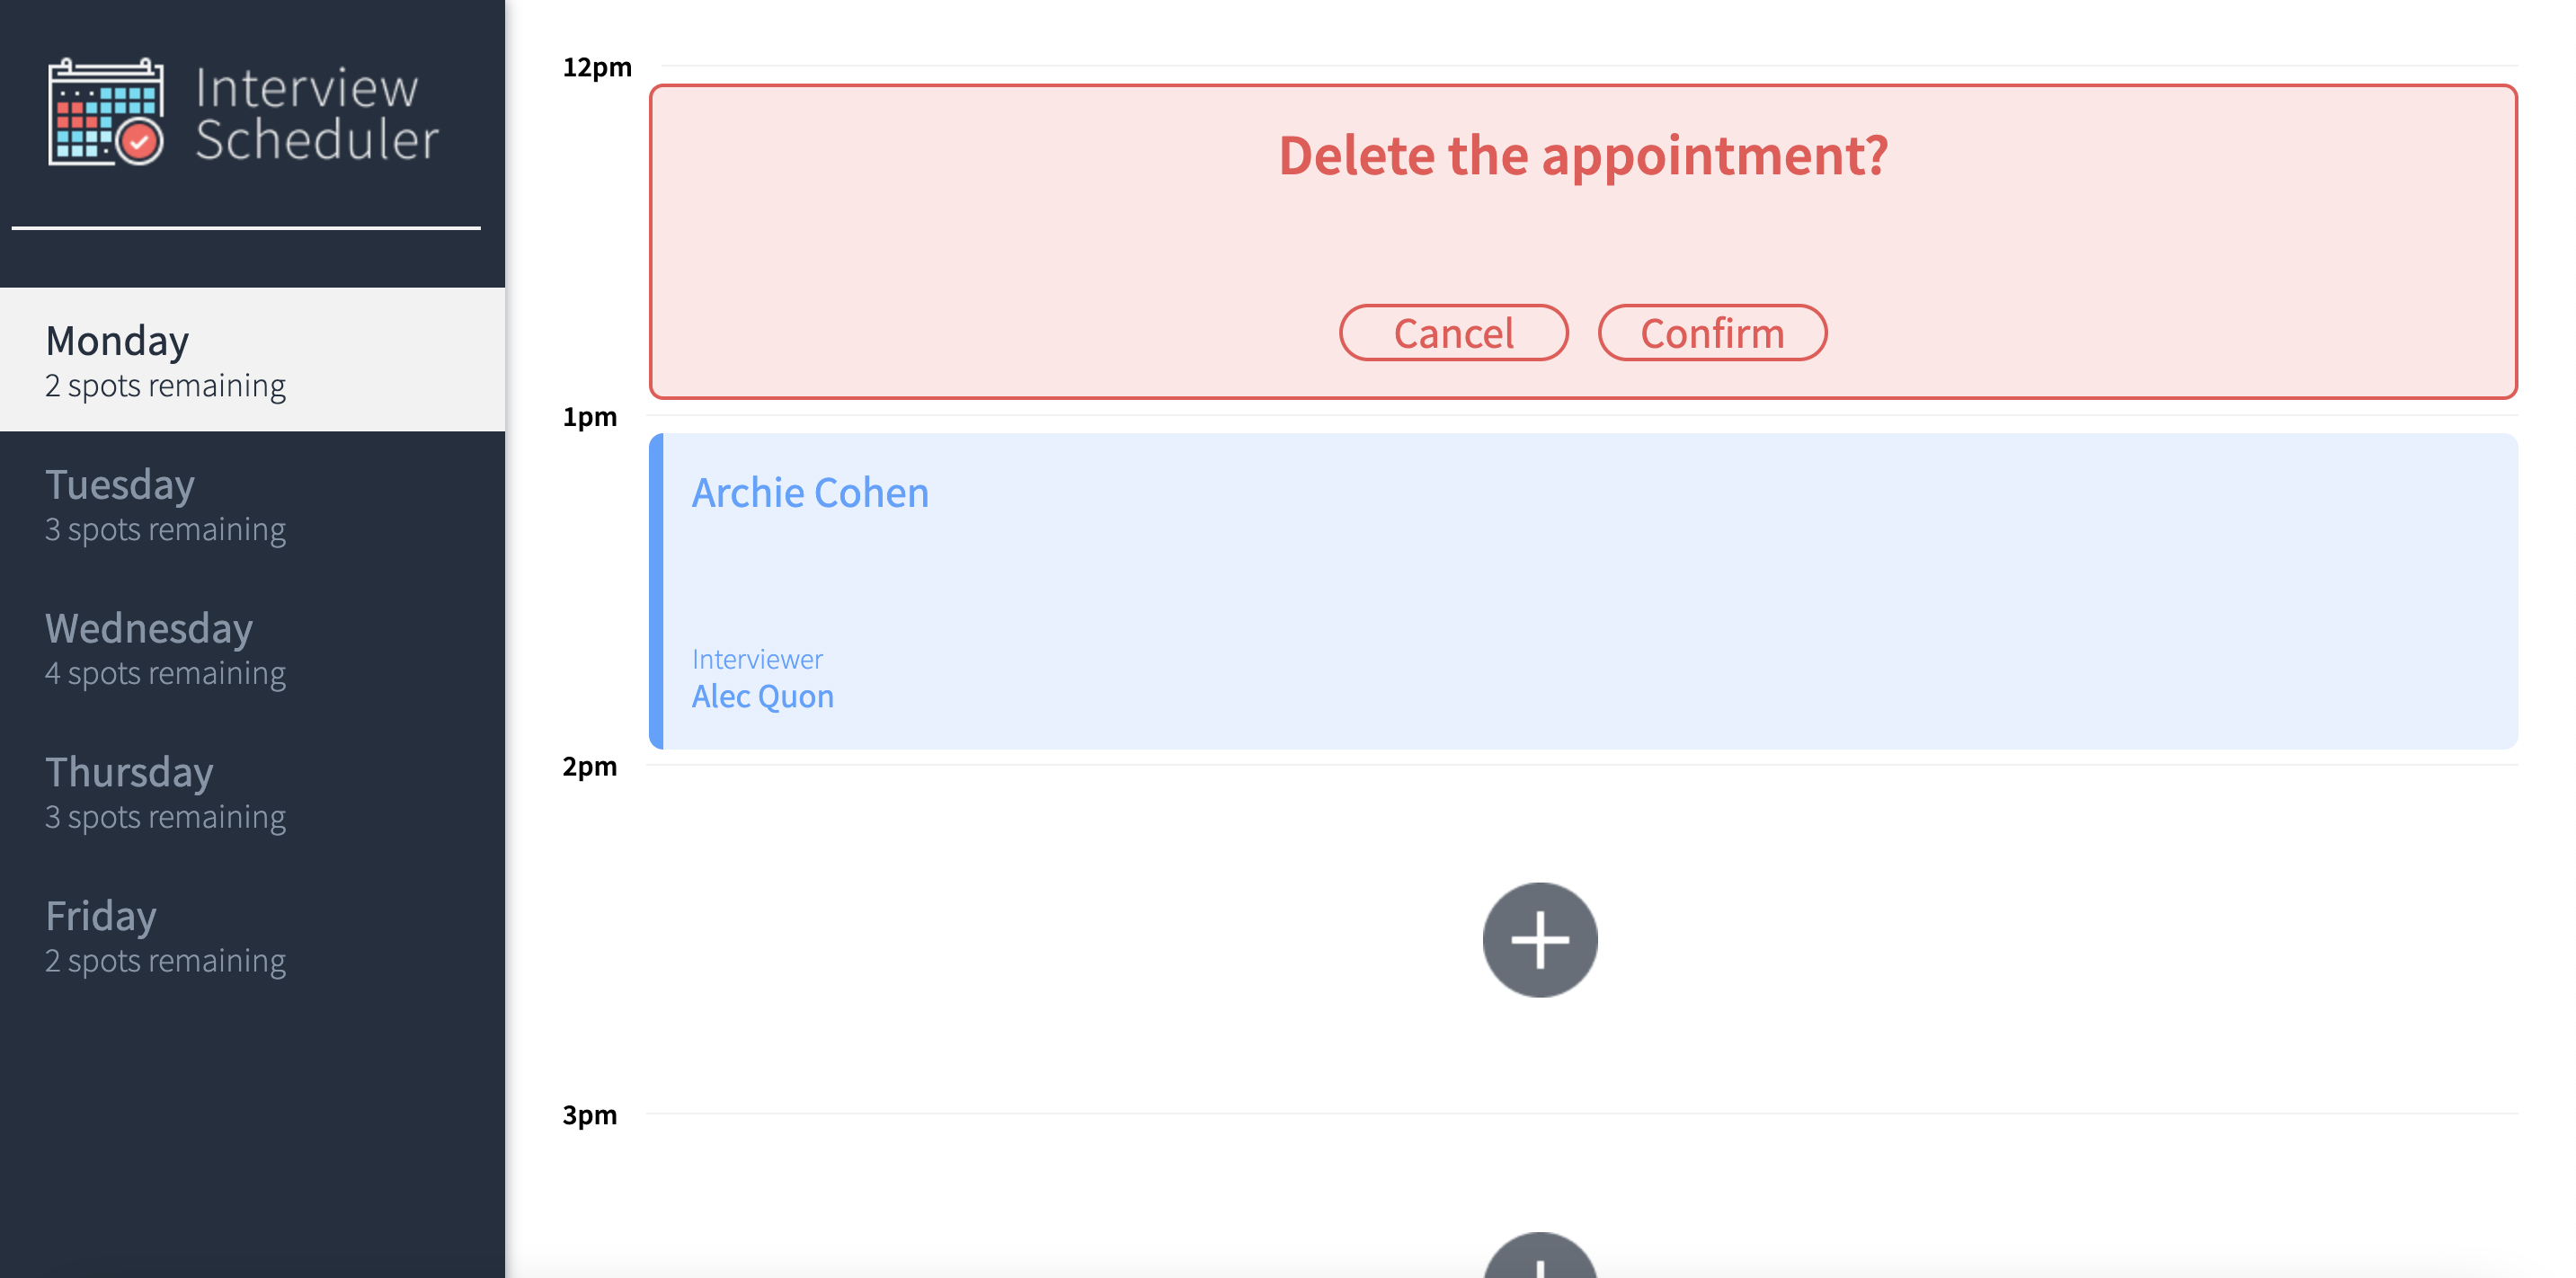 Interview
Scheduler
Monday
2 spots remaining
Tuesday
3 spots remaining
Wednesday
4 spots remaining
Thursday
3 spots remaining
Friday
2 spots remaining
12pm
Delete the appointment?
Cancel Confirm
1pm
Archie Cohen
Interviewer
Alec Quon
2pm
3pm